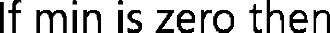 If min is zero then